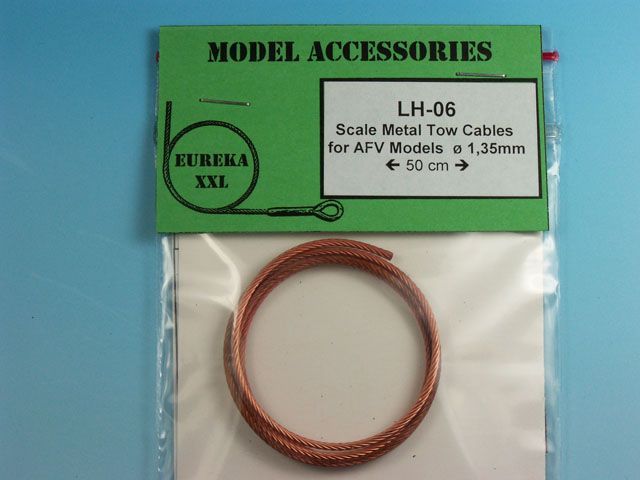 MODEL ACCESSORIES
EUREKA
XXL
LH-06
Scale Metal Tow Cables
for AFV Models ø 1,35mm
← 50 cm →